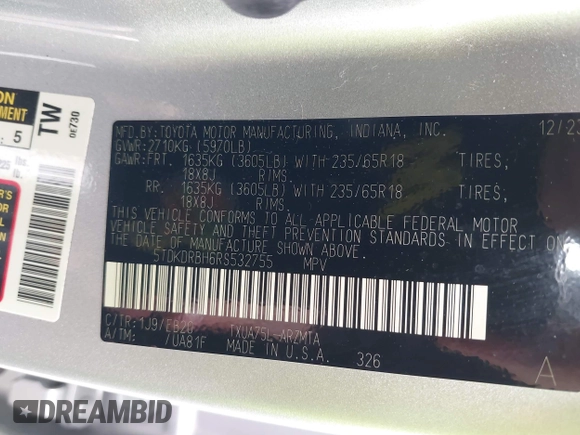 MFD.BY:TOYOTA MOTOR MANUFACTURING, INDIANA, INC. 12/23
GVWR:2710KG (5970LB)
GAWR:FRT. 1635KG (3605LB) WITH 235/65R18 TIRES,
18X8J RIMS.
RR. 1635KG (3605LB) WITH 235/65R18 TIRES,
18X8J RIMS.
THIS VEHICLE CONFORMS TO ALL APPLICABLE FEDERAL MOTOR
VEHICLE SAFETY AND THEFT PREVENTION STANDARDS IN EFFECT ON
THE DATE OF MANUFACTURE SHOWN ABOVE.
5TDKDRBH6RS532755 MPV
C/TR:1J9/EB20 TXUA75L-ARZMTA
A/TM: /UA81F MADE IN U.S.A. 326 A
TW
0E730
5
DREAMBID